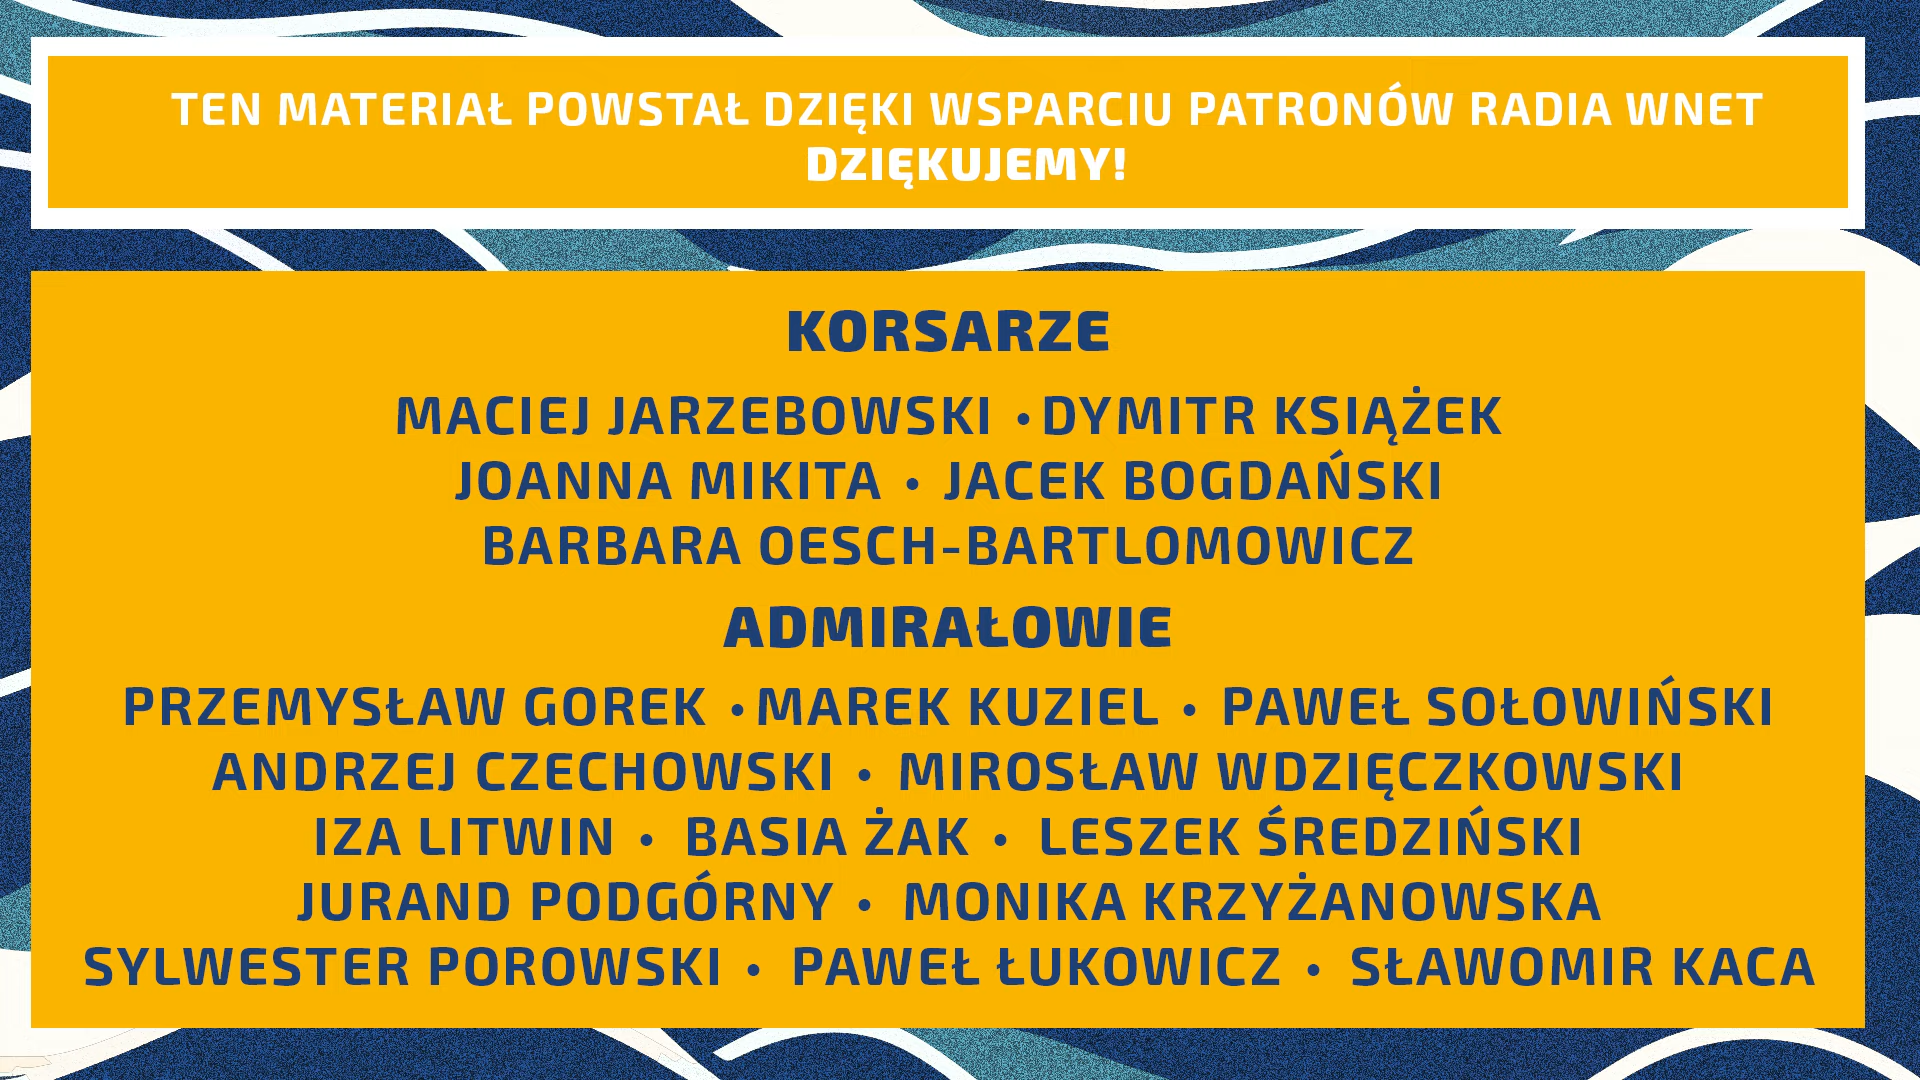 TEN MATERIAŁ POWSTAŁ DZIĘKI WSPARCIU PATRONÓW RADIA WNET
DZIĘKUJEMY!
KORSARZE
MACIEJ JARZEBOWSKI • DYMITR KSIĄŻEK
JOANNA MIKITA • JACEK BOGDAŃSKI
BARBARA OESCH-BARTLOMOWICZ
ADMIRAŁOWIE
PRZEMYSŁAW GOREK • MAREK KUZIEL • PAWEŁ SOŁOWIŃSKI
ANDRZEJ CZECHOWSKI • MIROSŁAW WDZIĘCZKOWSKI
IZA LITWIN • BASIA ŻAK • LESZEK ŚREDZIŃSKI
JURAND PODGÓRNY • MONIKA KRZYŻANOWSKA
SYLWESTER POROWSKI • PAWEŁ ŁUKOWICZ • SŁAWOMIR KACA